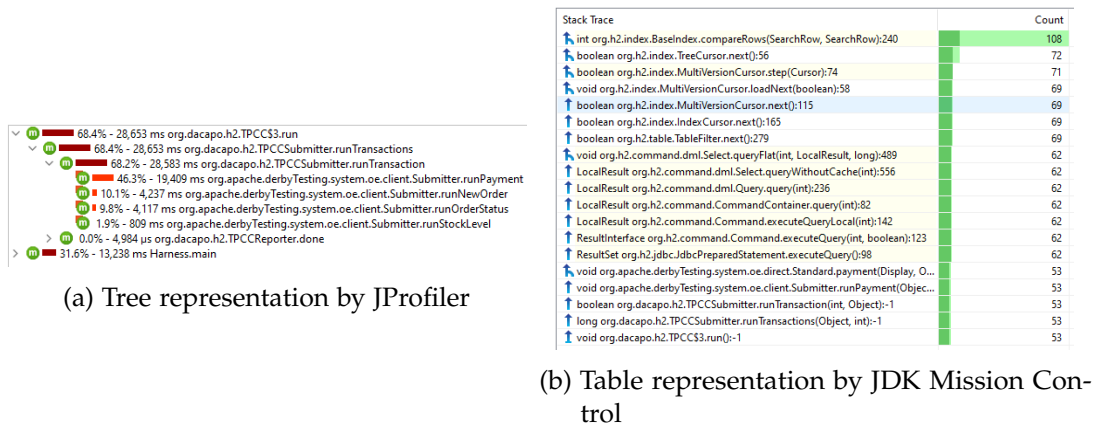 68.4% - 28,653 ms org.dacapo.h2.TPCC$3.run
68.4% - 28,653 ms org.dacapo.h2.TPCCSubmitter.runTransactions
68.2% - 28,583 ms org.dacapo.h2.TPCCSubmitter.runTransaction
46.3% - 19,409 ms org.apache.derbyTesting.system.oe.client.Submitter.runPayment
10.1% - 4,237 ms org.apache.derbyTesting.system.oe.client.Submitter.runNewOrder
9.8% - 4,117 ms org.apache.derbyTesting.system.oe.client.Submitter.runOrderStatus
1.9% - 809 ms org.apache.derbyTesting.system.oe.client.Submitter.runStockLevel
0.0% - 4,984 µs org.dacapo.h2.TPCCReporter.done
31.6% - 13,238 ms Harness.main
(a) Tree representation by JProfiler
Stack Trace Count
int org.h2.index.BaseIndex.compareRows(SearchRow, SearchRow):240 108
boolean org.h2.index.TreeCursor.next():56 72
boolean org.h2.index.MultiVersionCursor.step(Cursor):74 71
void org.h2.index.MultiVersionCursor.loadNext(boolean):58 69
boolean org.h2.index.MultiVersionCursor.next():115 69
boolean org.h2.index.IndexCursor.next():165 69
boolean org.h2.table.TableFilter.next():279 69
void org.h2.command.dml.Select.queryFlat(int, LocalResult, long):489 62
LocalResult org.h2.command.dml.Select.queryWithoutCache(int):556 62
LocalResult org.h2.command.dml.Query.query(int):236 62
LocalResult org.h2.command.CommandContainer.query(int):82 62
LocalResult org.h2.command.Command.executeQueryLocal(int):142 62
ResultInterface org.h2.command.Command.executeQuery(int, boolean):123 62
ResultSet org.h2.jdbc.JdbcPreparedStatement.executeQuery():98 62
void org.apache.derbyTesting.system.oe.direct.Standard.payment(Display, O... 53
void org.apache.derbyTesting.system.oe.client.Submitter.runPayment(Objec... 53
boolean org.dacapo.h2.TPCCSubmitter.runTransaction(int, Object):-1 53
long org.dacapo.h2.TPCCSubmitter.runTransactions(Object, int):-1 53
void org.dacapo.h2.TPCC$3.run():-1 53
(b) Table representation by JDK Mission Con-
trol